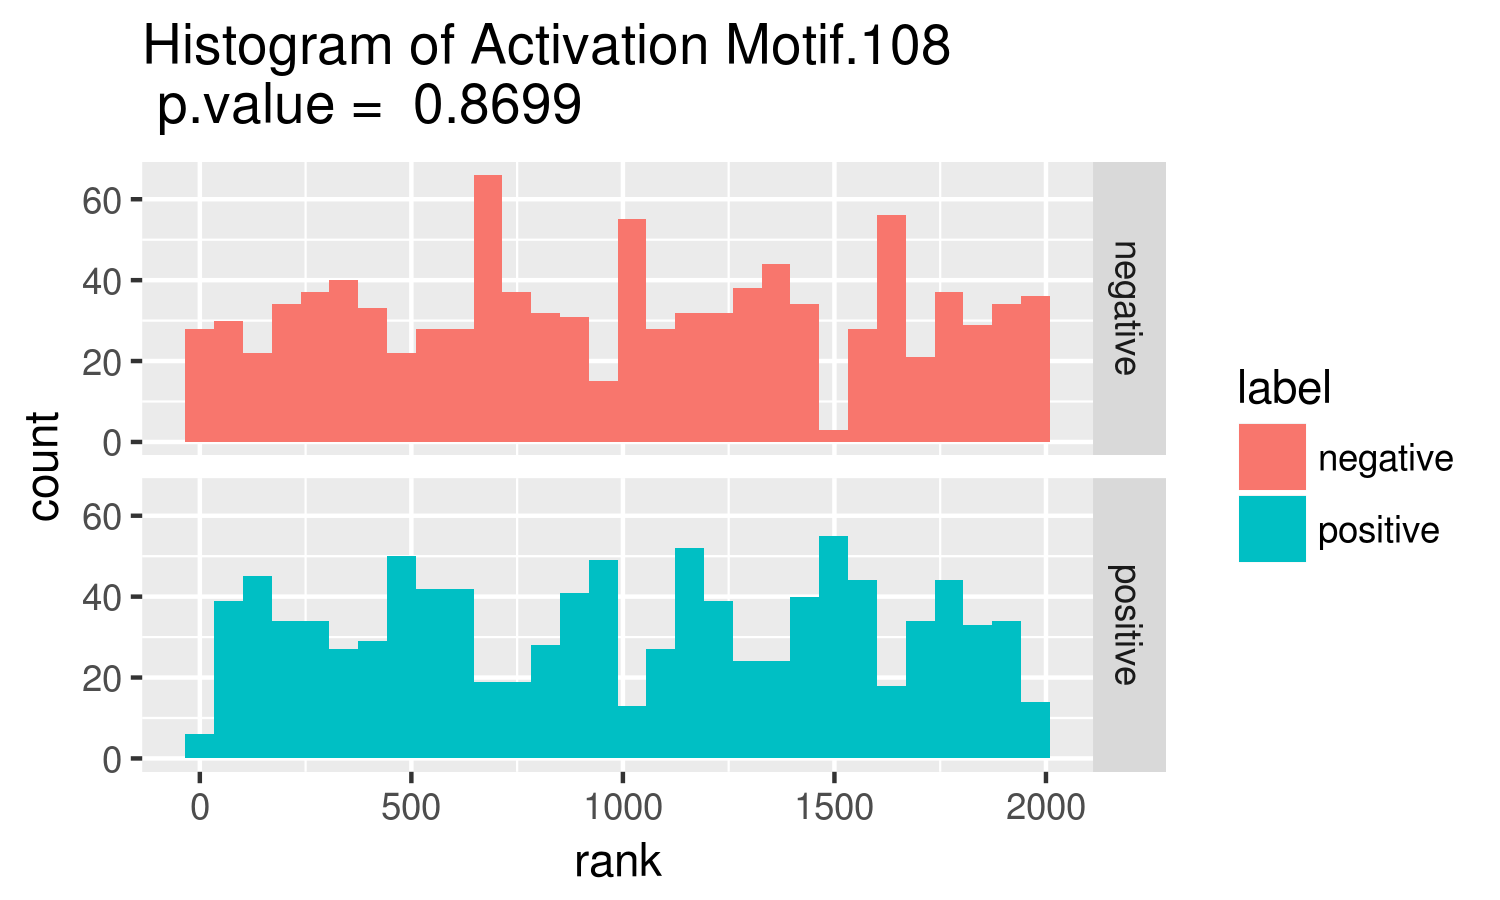 Histogram of Activation Motif.108
p.value =  0.8699
60
40
20
0
negative
60
40
20
0
positive
count
0 500 1000 1500 2000
rank
label
negative
positive